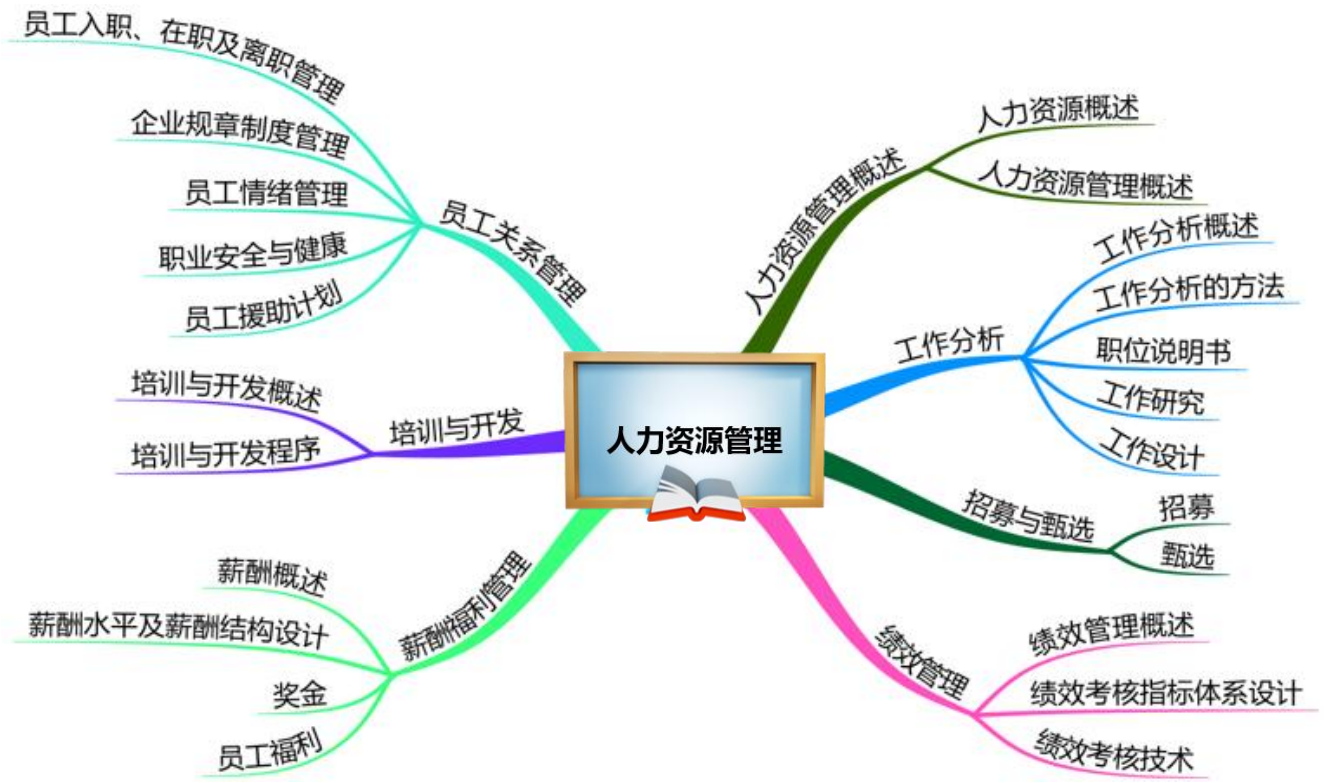 人力资源管理
人力资源管理概述
人力资源概述
人力资源管理概述
工作分析
工作分析概述
工作分析的方法
职位说明书
工作研究
工作设计
招募与甄选
招募
甄选
绩效管理
绩效管理概述
绩效考核指标体系设计
绩效考核技术
员工关系管理
员工入职、在职及离职管理
企业规章制度管理
员工情绪管理
职业安全与健康
员工援助计划
培训与开发
培训与开发概述
培训与开发程序
薪酬福利管理
薪酬概述
薪酬水平及薪酬结构设计
奖金
员工福利